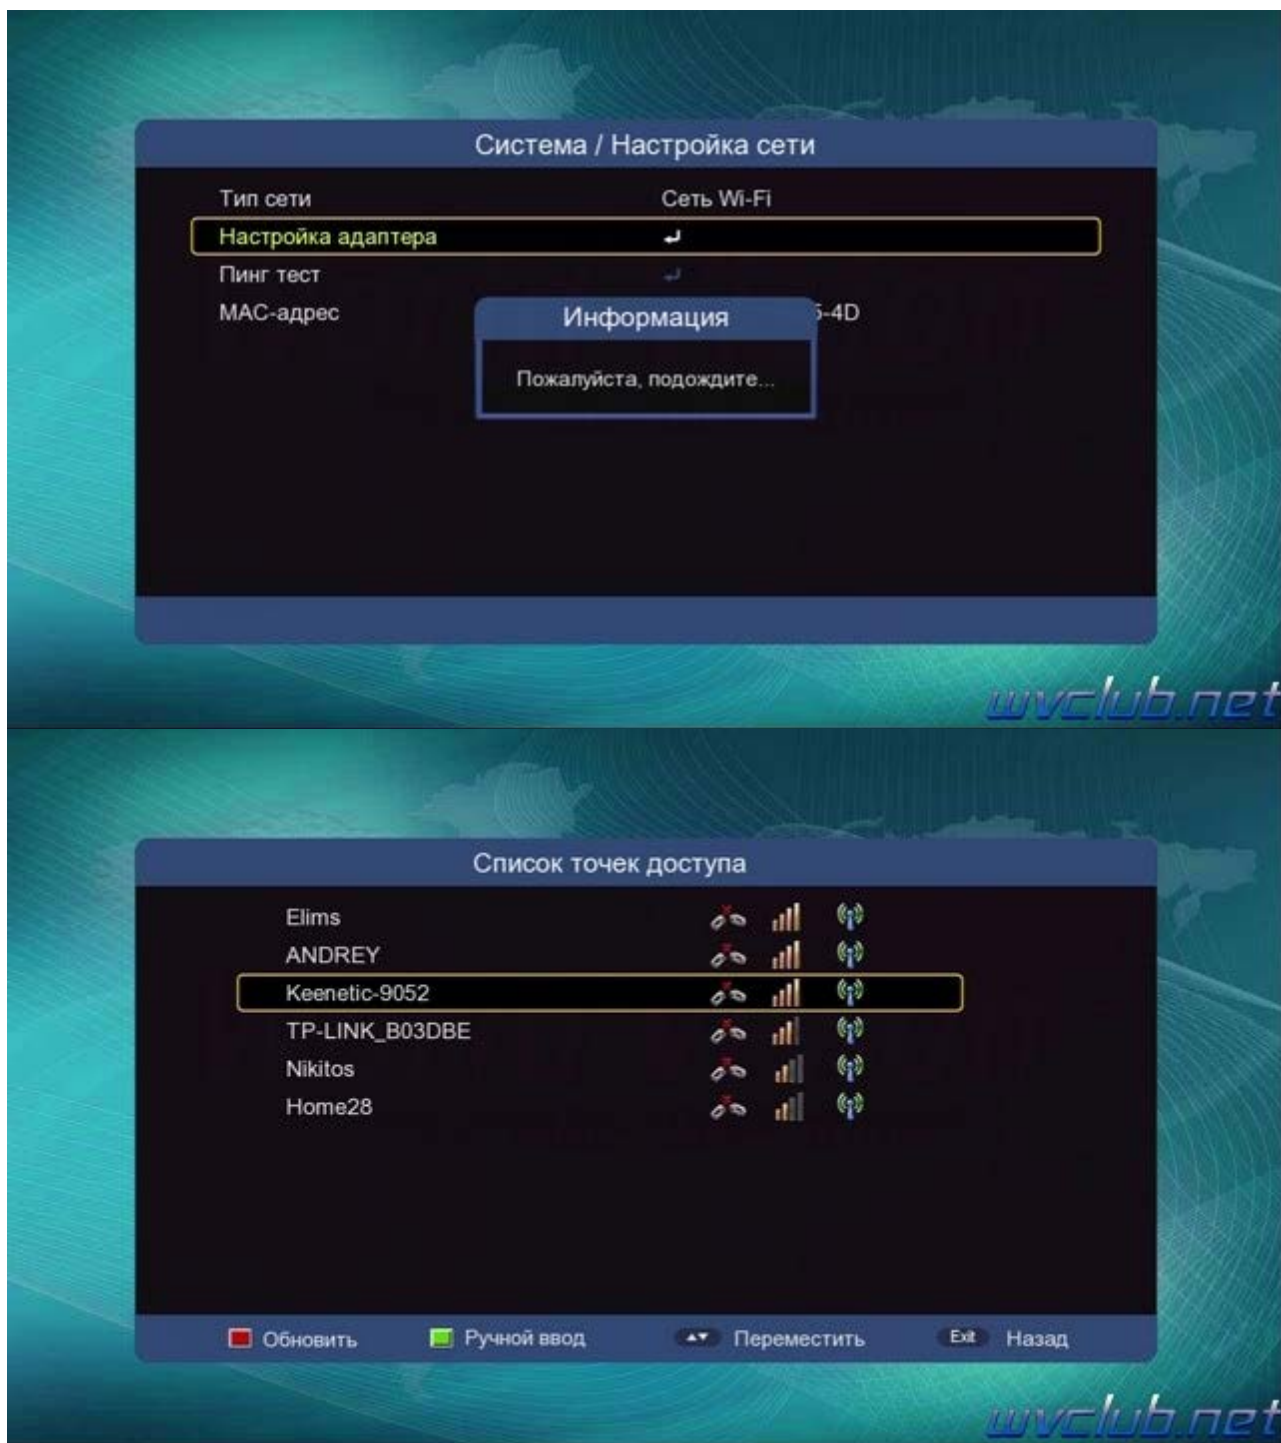 Система / Настройка сети
Тип сети Сеть Wi-Fi
Настройка адаптера
Пинг тест
MAC-адрес 5-4D
Информация
Пожалуйста, подождите...
wvclub.net
Список точек доступа
Elims
ANDREY
Keenetic-9052
TP-LINK_B03DBE
Nikitos
Home28
Обновить Ручной ввод Переместить Exit Назад
wvclub.net